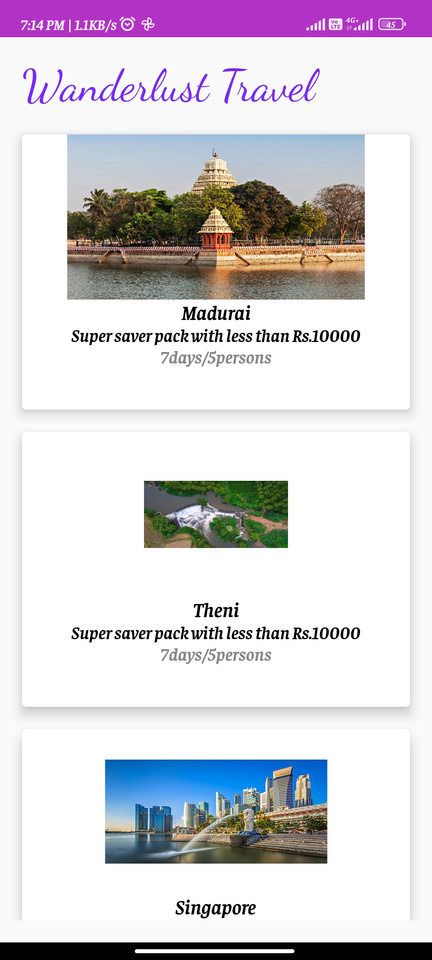 7:14 PM | 1.1KB/s
4G+
45
Wanderlust Travel
Madurai
Super saver pack with less than Rs.10000
7days/5persons
Theni
Super saver pack with less than Rs.10000
7days/5persons
Singapore